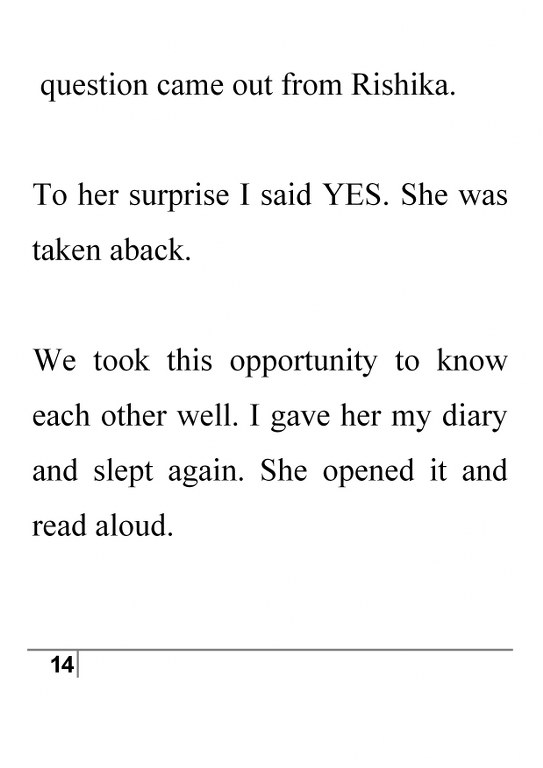 question came out from Rishika.
To her surprise I said YES. She was
taken aback.
We took this opportunity to know
each other well. I gave her my diary
and slept again. She opened it and
read aloud.
14